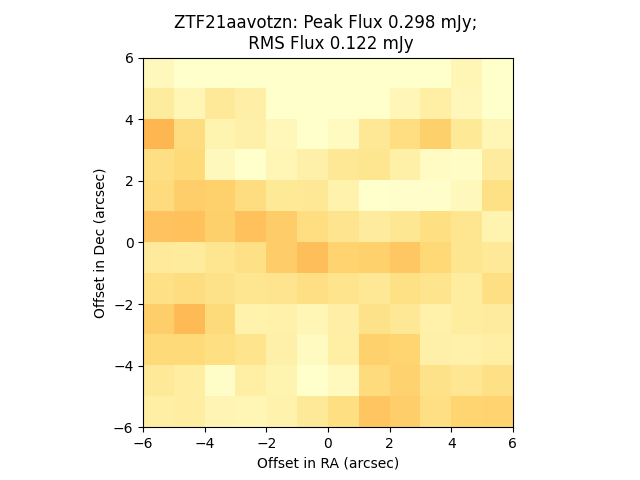 ZTF21aavotzn: Peak Flux 0.298 mJy;
RMS Flux 0.122 mJy
6
4
2
0
−2
−4
−6
Offset in Dec (arcsec)
−6 −4 −2 0 2 4 6
Offset in RA (arcsec)